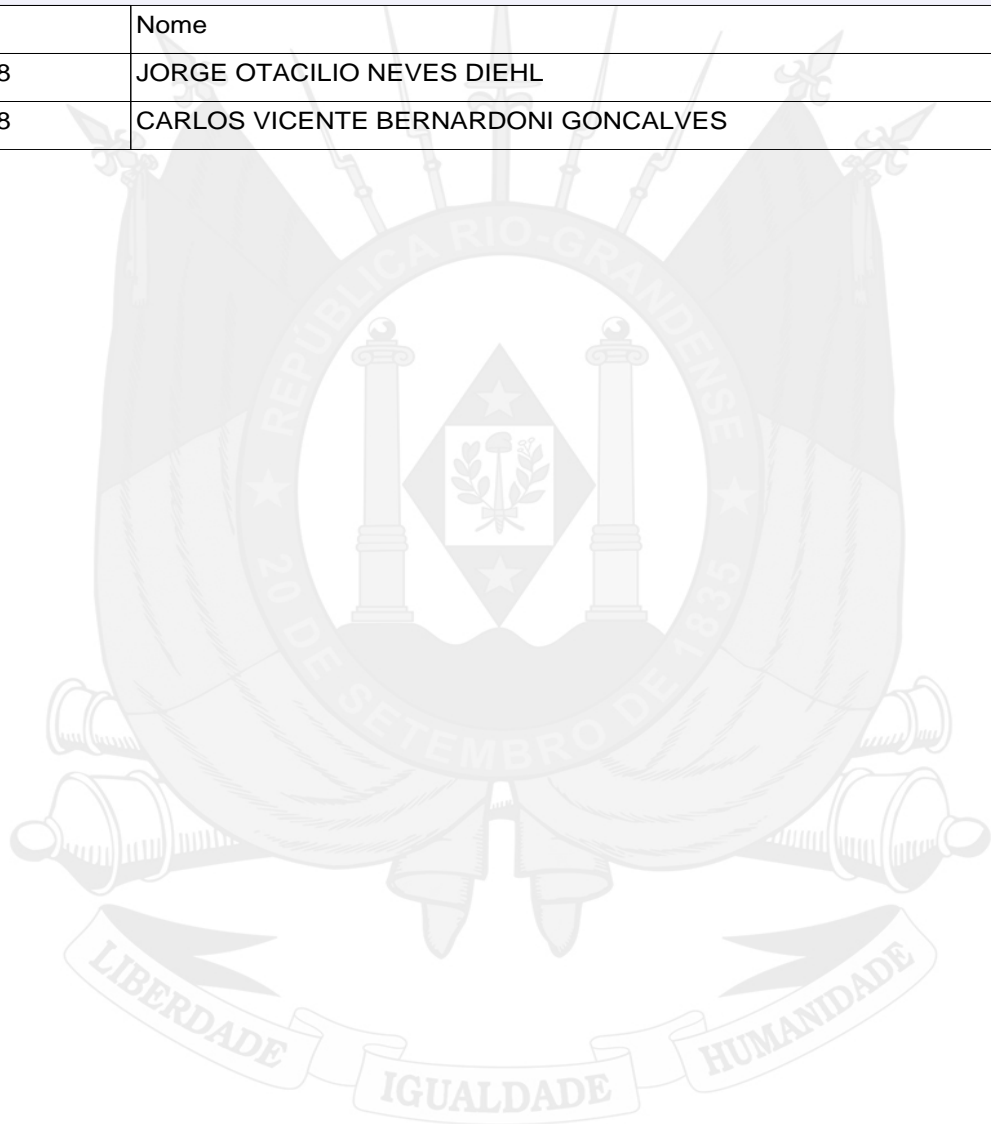 Nome
8 JORGE OTACILIO NEVES DIEHL
8 CARLOS VICENTE BERNARDONI GONCALVES
REPÚBLICA RIO-GRANDENSE
20 DE SETEMBRO DE 1835
LIBERDADE
IGUALDADE
HUMANIDADE